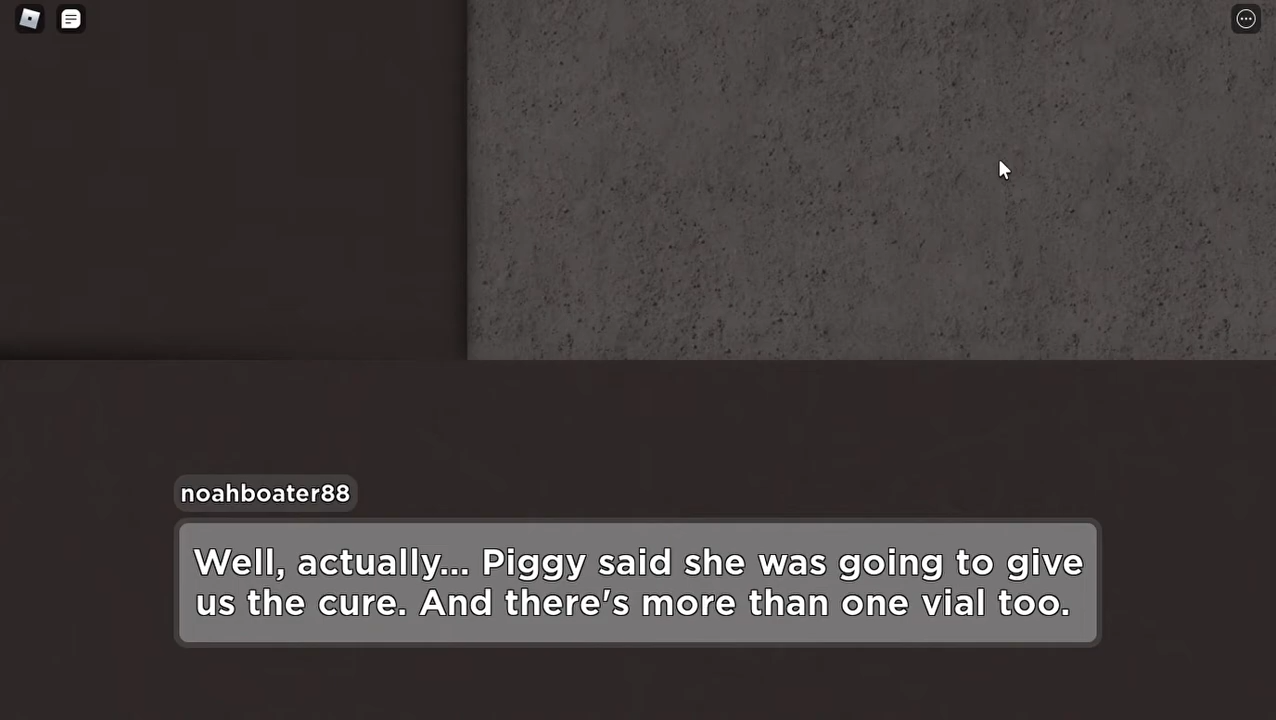 noahboater88
Well, actually... Piggy said she was going to give
us the cure. And there's more than one vial too.